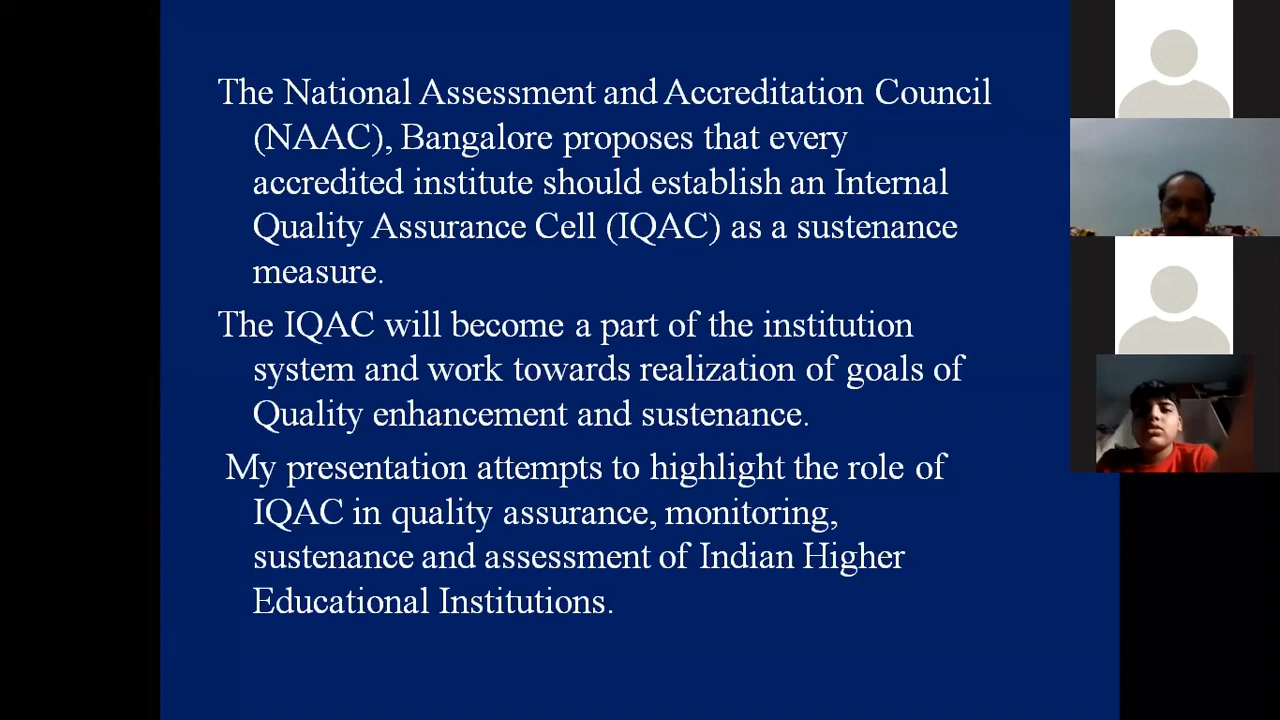 The National Assessment and Accreditation Council
(NAAC), Bangalore proposes that every
accredited institute should establish an Internal
Quality Assurance Cell (IQAC) as a sustenance
measure.
The IQAC will become a part of the institution
system and work towards realization of goals of
Quality enhancement and sustenance.
My presentation attempts to highlight the role of
IQAC in quality assurance, monitoring,
sustenance and assessment of Indian Higher
Educational Institutions.